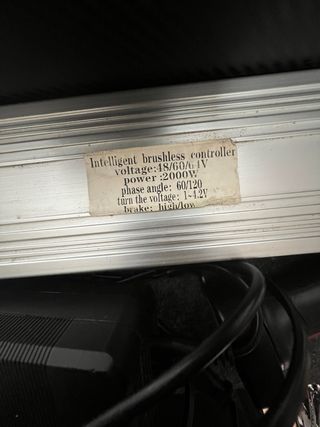 Intelligent brushless controller
voltage:48/60/64V
power :2000W
phase angle: 60/120
turn the voltage: 1~4.2V
brake: high/low